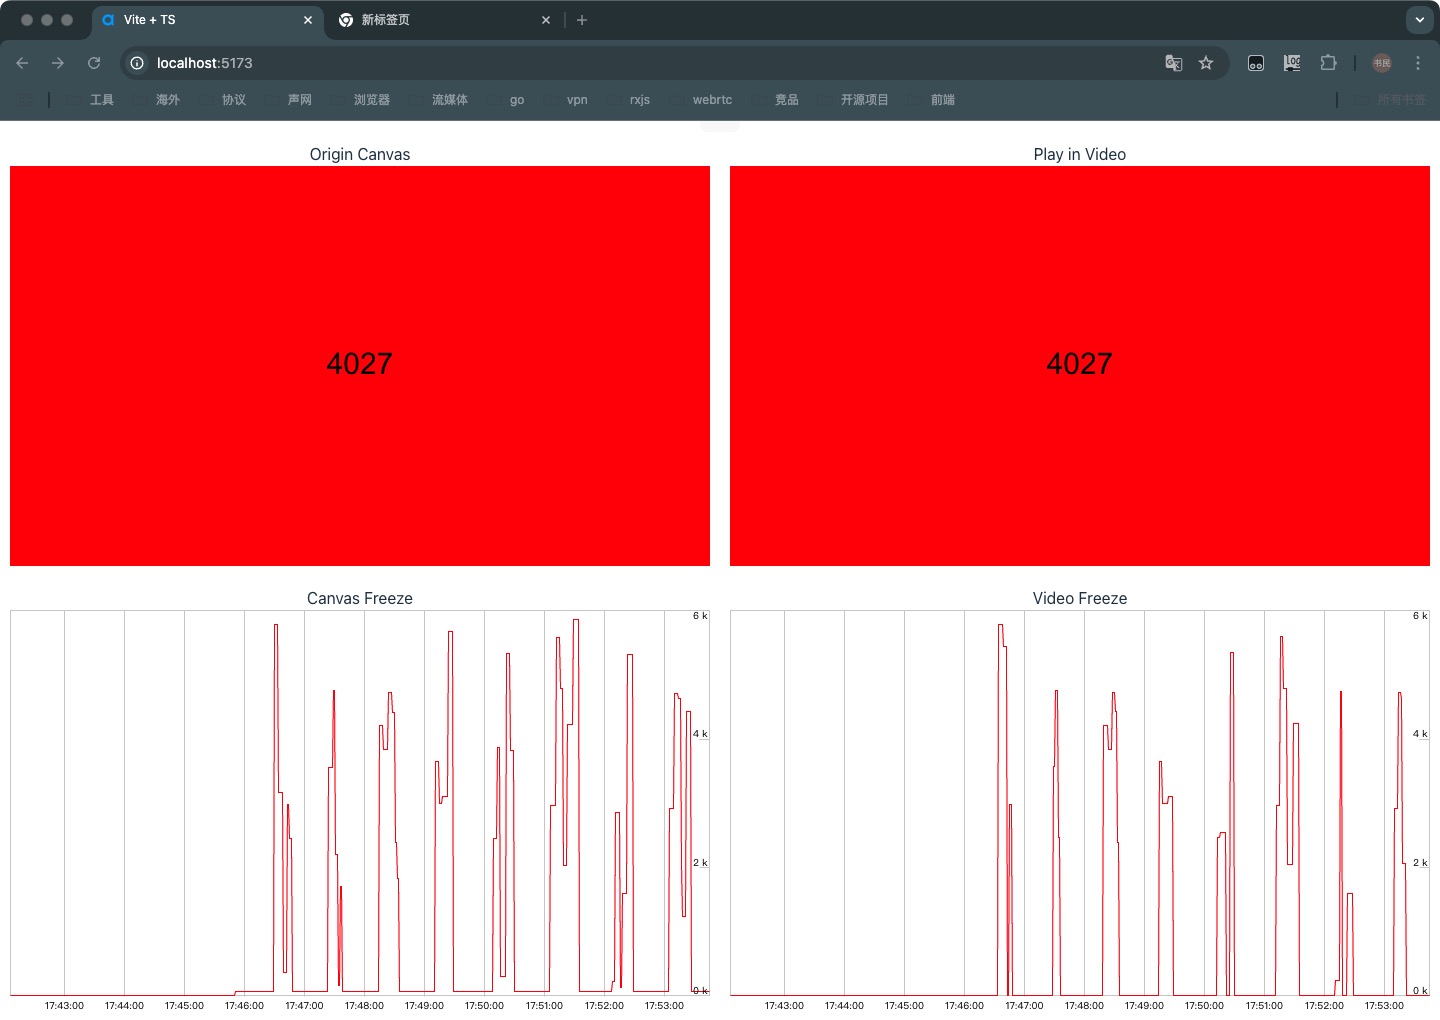 Vite + TS
新标签页
localhost:5173
工具 海外 协议 声网 浏览器 流媒体 go vpn rxjs webrtc 竞品 开源项目 前端 所有书签
Origin Canvas
Play in Video
4027
4027
Canvas Freeze
Video Freeze
6 k
4 k
2 k
0 k
17:43:00 17:44:00 17:45:00 17:46:00 17:47:00 17:48:00 17:49:00 17:50:00 17:51:00 17:52:00 17:53:00
6 k
4 k
2 k
0 k
17:43:00 17:44:00 17:45:00 17:46:00 17:47:00 17:48:00 17:49:00 17:50:00 17:51:00 17:52:00 17:53:00